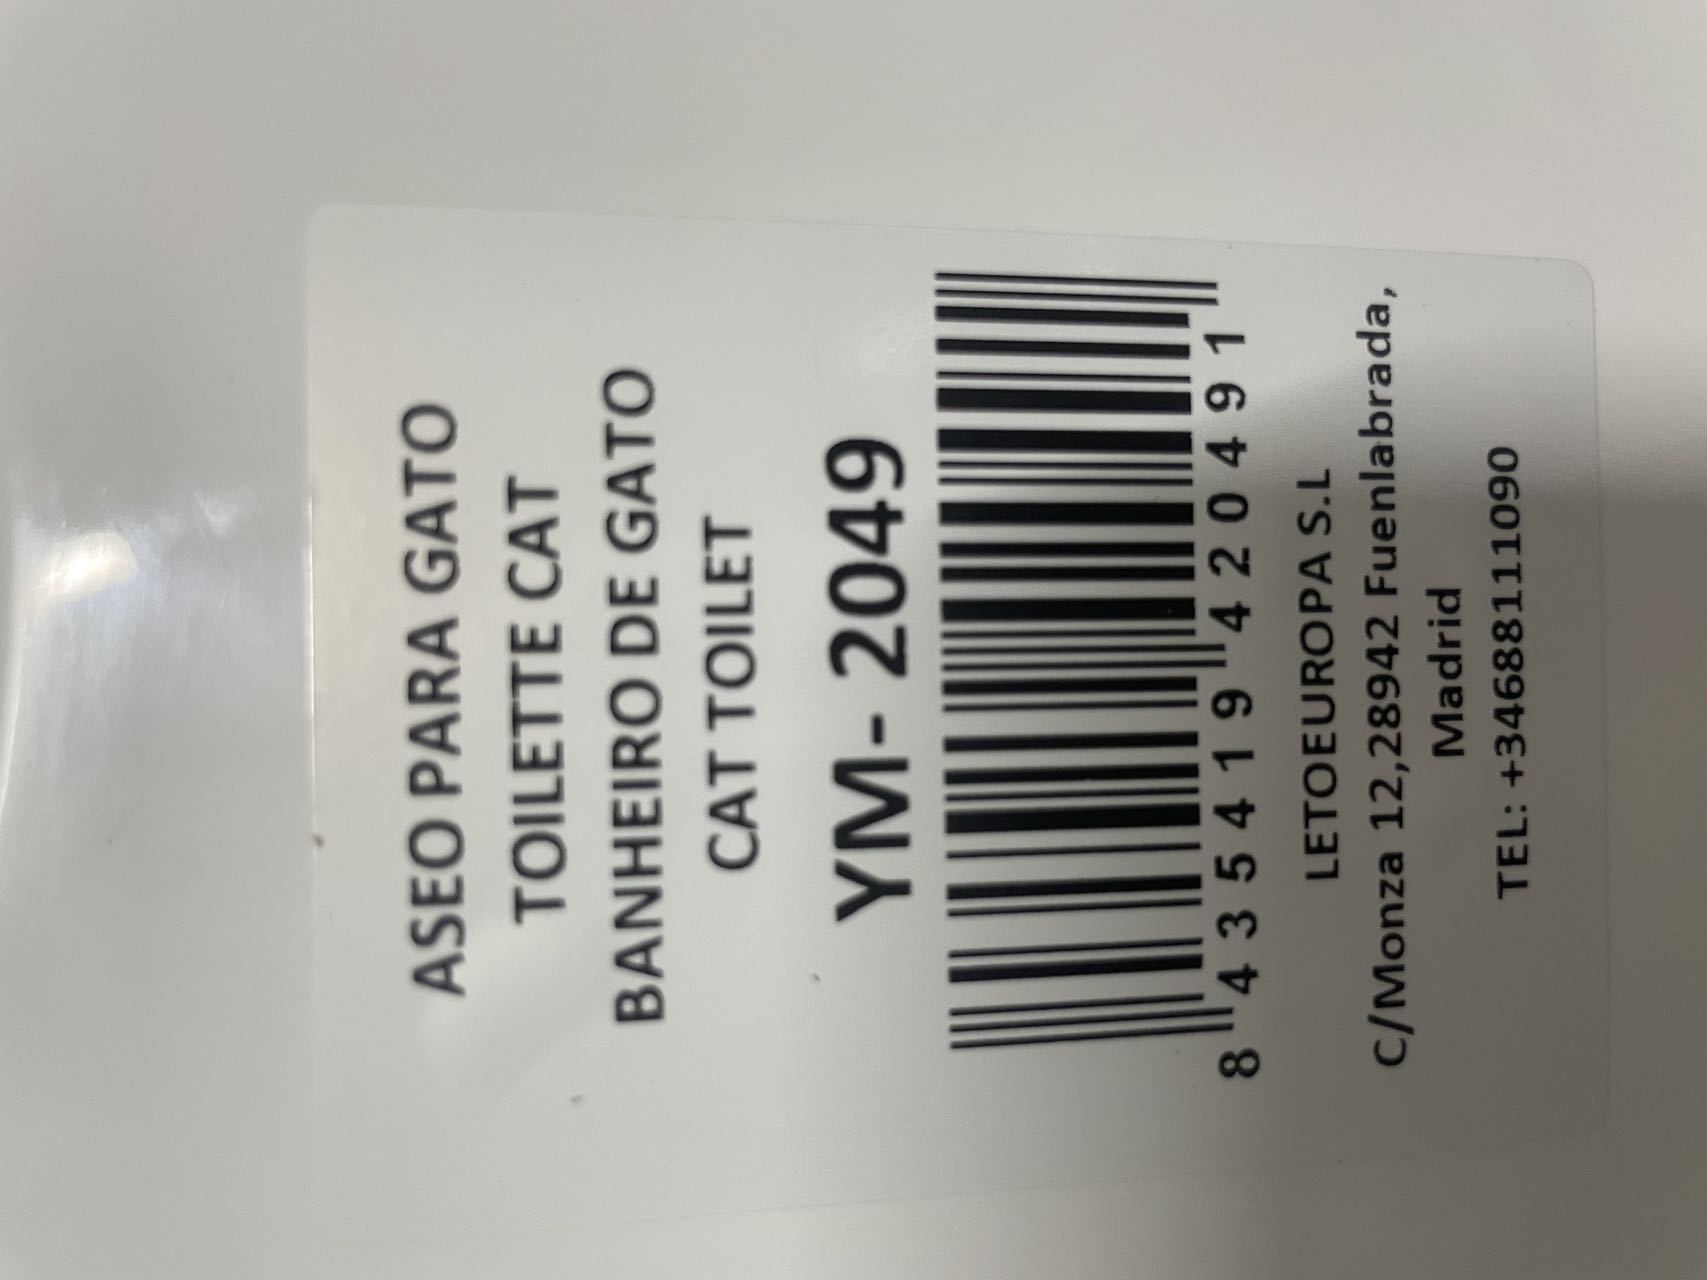 ASEO PARA GATO
TOILETTE CAT
BANHEIRO DE GATO
CAT TOILET
YM- 2049
8 435419 420491
LETOEUROPA S.L
C/Monza 12,28942 Fuenlabrada,
Madrid
TEL: +34688111090